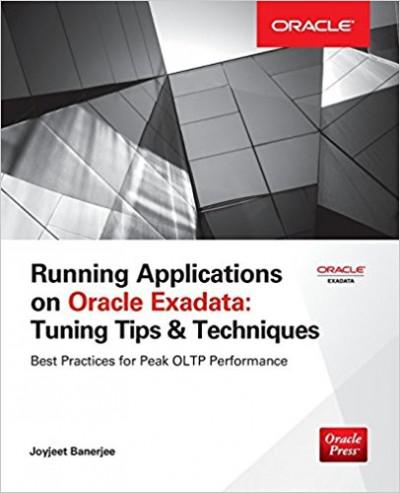 ORACLE®
Running Applications
on Oracle Exadata:
Tuning Tips & Techniques
ORACLE®
EXADATA
Best Practices for Peak OLTP Performance
Joyjeet Banerjee
Oracle
Press™